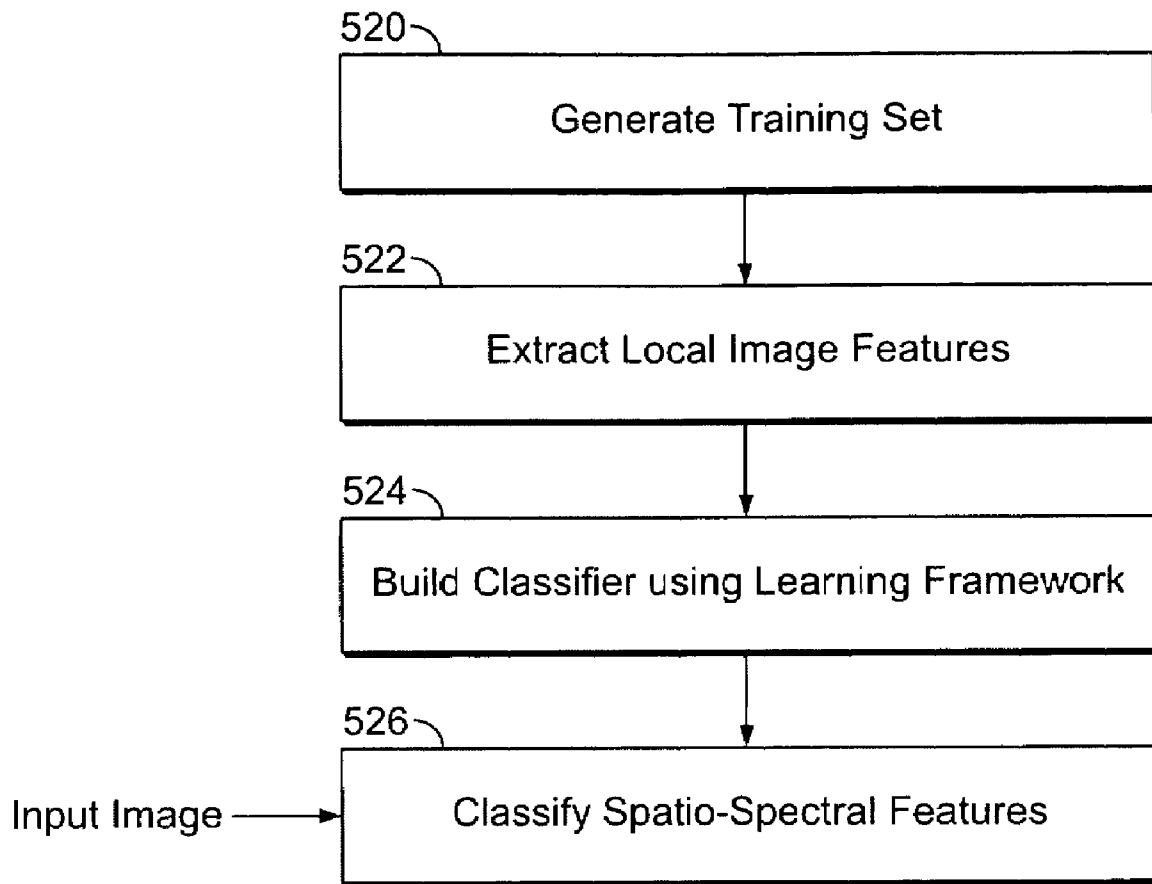 520
Generate Training Set
522
Extract Local Image Features
524
Build Classifier using Learning Framework
526
Input Image
Classify Spatio-Spectral Features